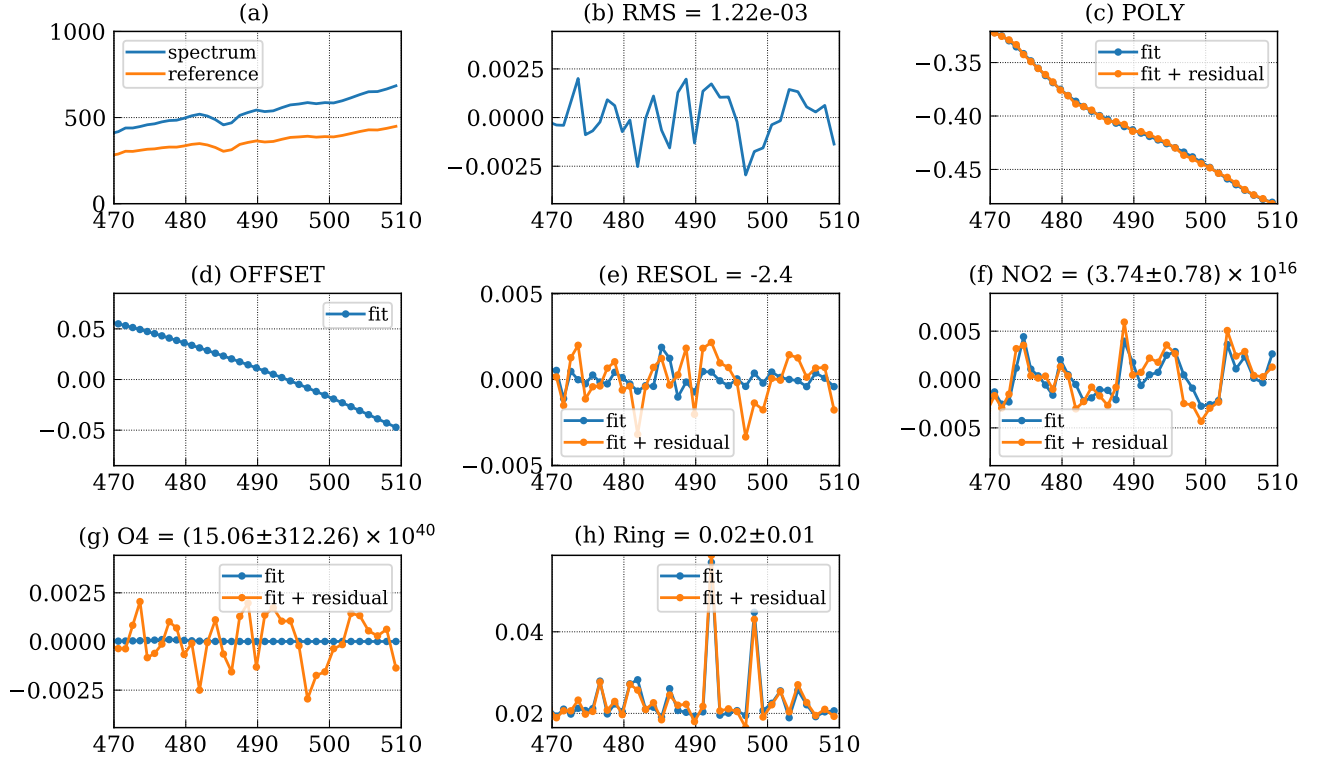 (a)
1000
500
0
spectrum
reference
470 480 490 500 510
(b) RMS = 1.22e-03
0.0025
0.0000
−0.0025
470 480 490 500 510
(c) POLY
−0.35
−0.40
−0.45
fit
fit + residual
470 480 490 500 510
(d) OFFSET
0.05
0.00
−0.05
fit
470 480 490 500 510
(e) RESOL = -2.4
0.005
0.000
−0.005
fit
fit + residual
470 480 490 500 510
(f) NO2 = (3.74±0.78) × 10¹⁶
0.005
0.000
−0.005
fit
fit + residual
470 480 490 500 510
(g) O4 = (15.06±312.26) × 10⁴⁰
0.0025
0.0000
−0.0025
fit
fit + residual
470 480 490 500 510
(h) Ring = 0.02±0.01
0.04
0.02
fit
fit + residual
470 480 490 500 510